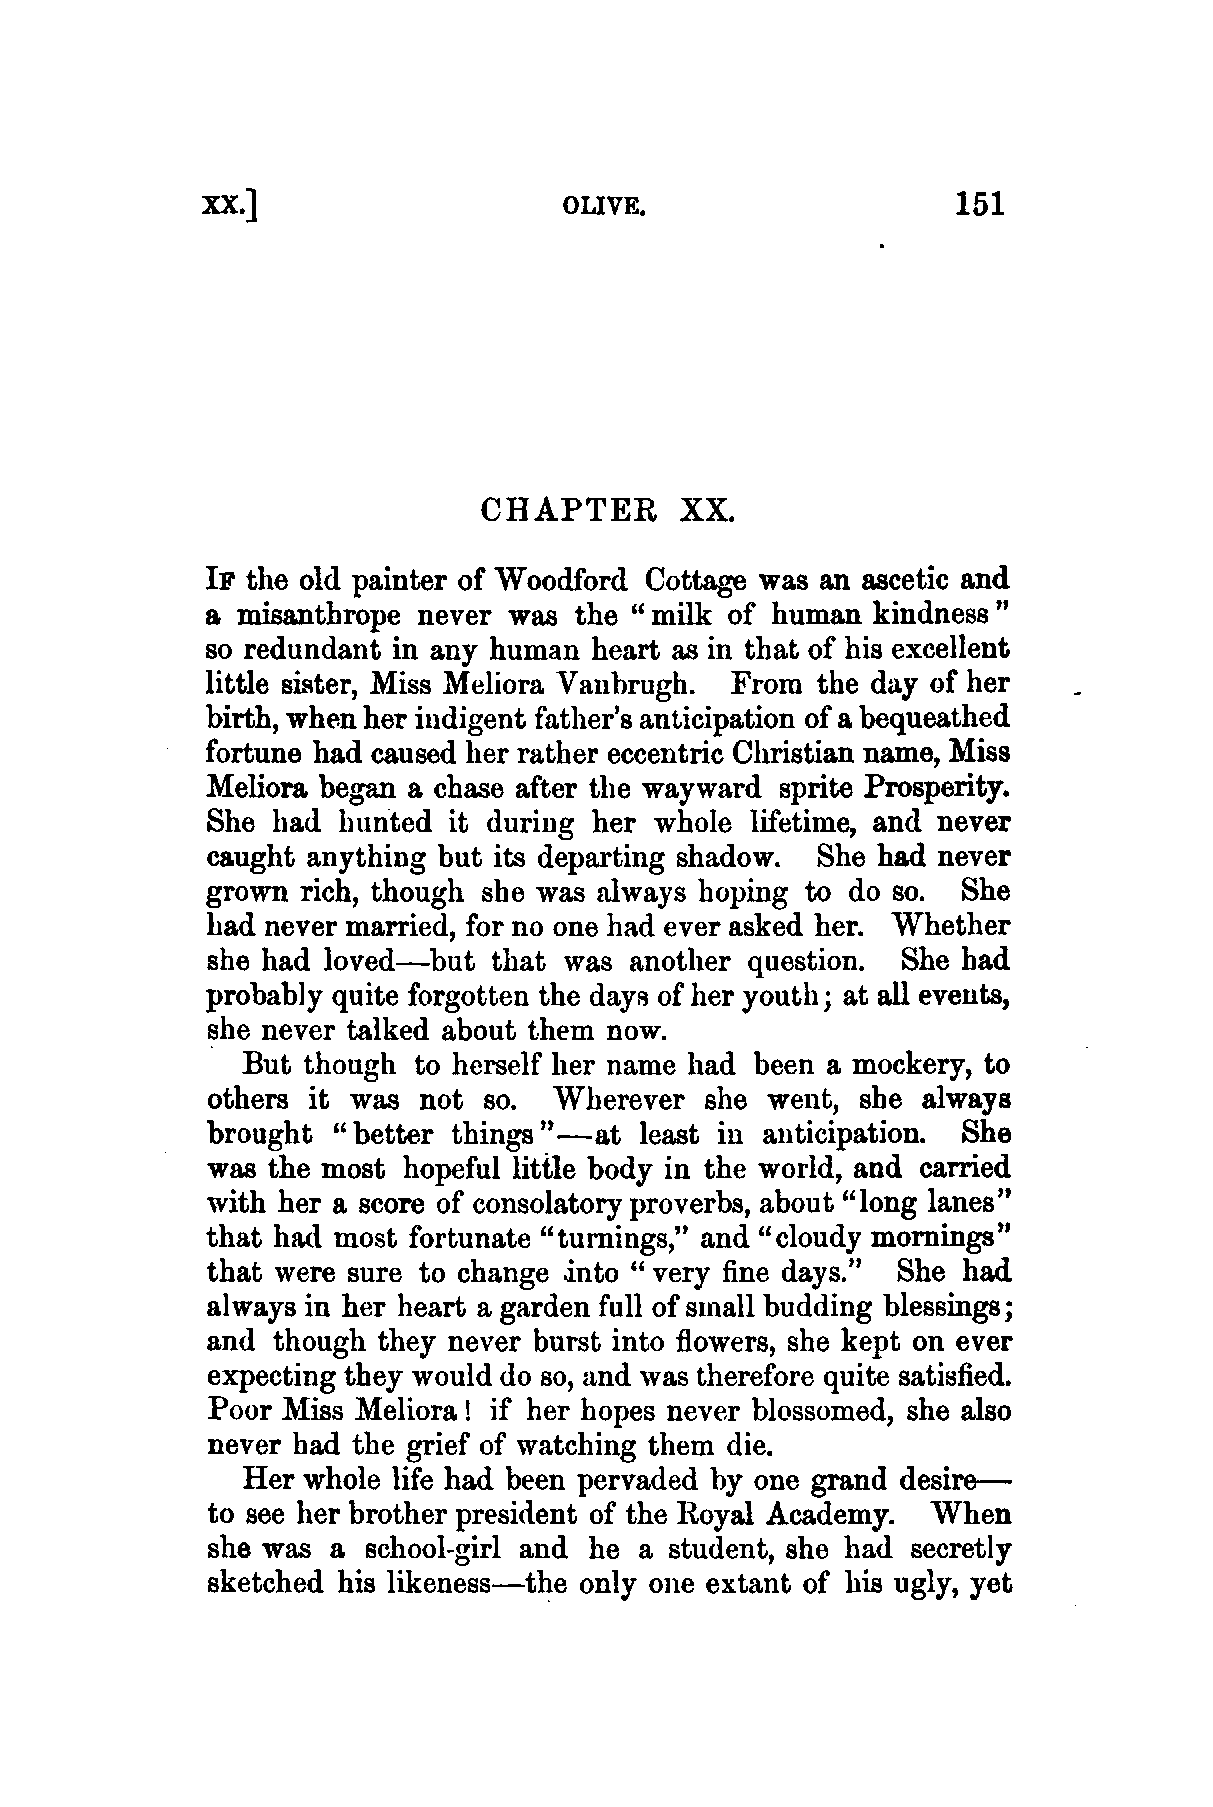 XX.] OLIVE. 151
CHAPTER XX.
IF the old painter of Woodford Cottage was an ascetic and
a misanthrope never was the “milk of human kindness”
so redundant in any human heart as in that of his excellent
little sister, Miss Meliora Vanbrugh. From the day of her
birth, when her indigent father’s anticipation of a bequeathed
fortune had caused her rather eccentric Christian name, Miss
Meliora began a chase after the wayward sprite Prosperity.
She had hunted it during her whole lifetime, and never
caught anything but its departing shadow. She had never
grown rich, though she was always hoping to do so. She
had never married, for no one had ever asked her. Whether
she had loved—but that was another question. She had
probably quite forgotten the days of her youth; at all events,
she never talked about them now.
But though to herself her name had been a mockery, to
others it was not so. Wherever she went, she always
brought “better things”—at least in anticipation. She
was the most hopeful little body in the world, and carried
with her a score of consolatory proverbs, about “long lanes”
that had most fortunate “turnings,” and “cloudy mornings”
that were sure to change into “very fine days.” She had
always in her heart a garden full of small budding blessings;
and though they never burst into flowers, she kept on ever
expecting they would do so, and was therefore quite satisfied.
Poor Miss Meliora! if her hopes never blossomed, she also
never had the grief of watching them die.
Her whole life had been pervaded by one grand desire—
to see her brother president of the Royal Academy. When
she was a school-girl and he a student, she had secretly
sketched his likeness—the only one extant of his ugly, yet